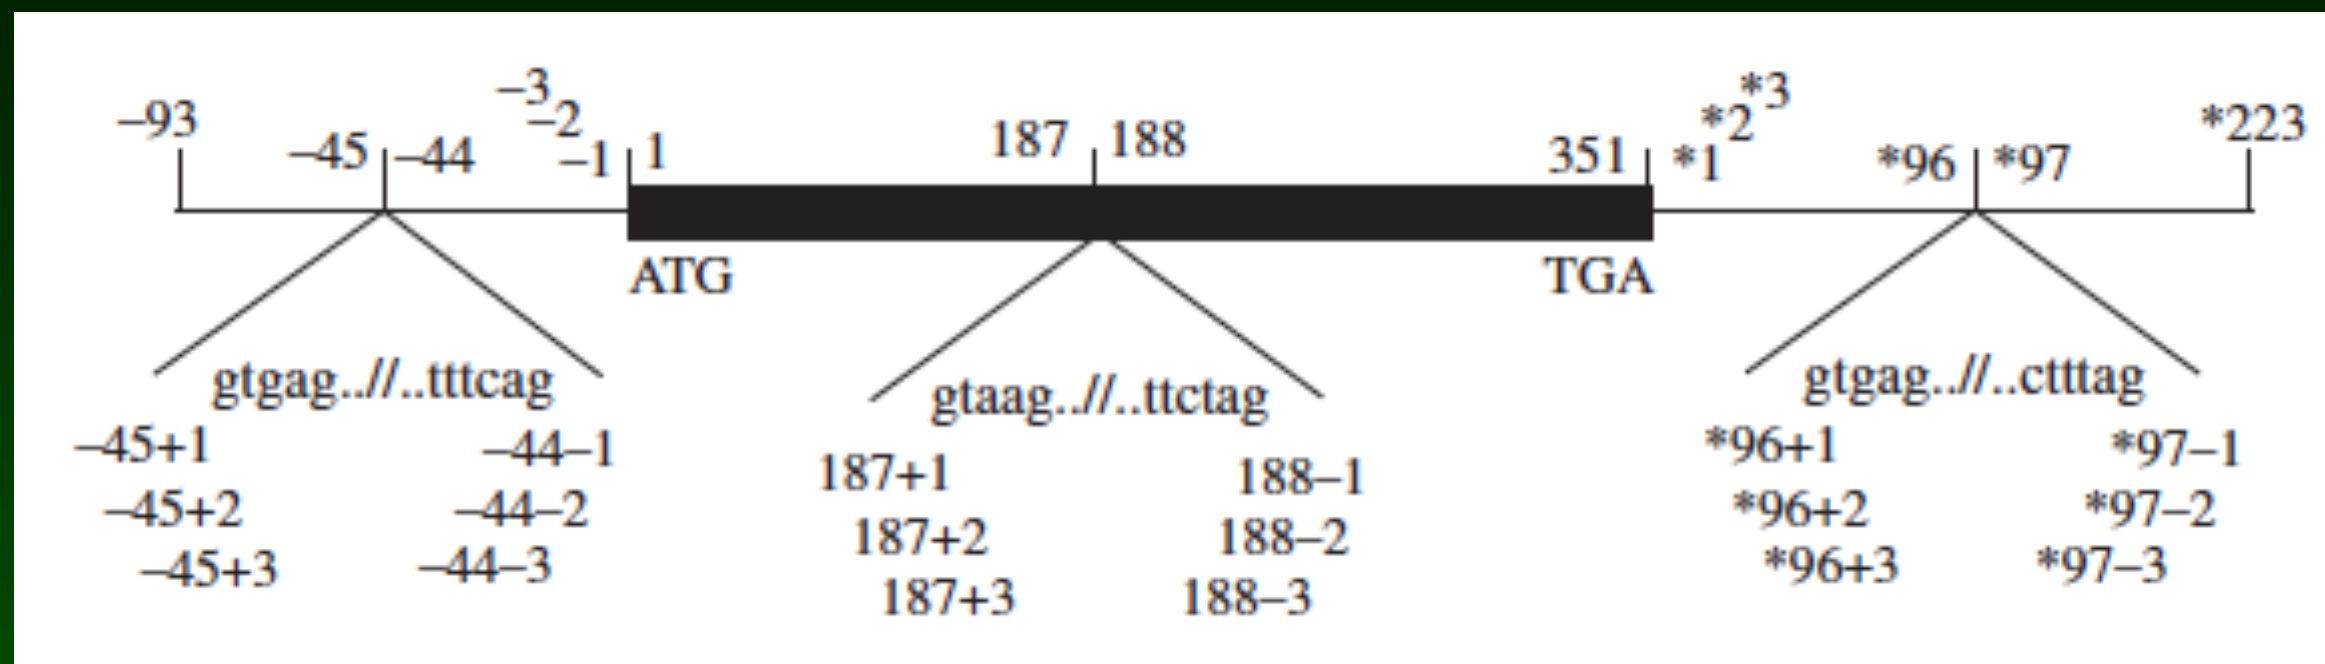 –3 *3
–93 –2 *2 *223
–45 –44 –1 1 187 188 351 *1 *96 *97
ATG TGA
gtgag..//..tttcag gtaag..//..ttctag gtgag..//..ctttag
–45+1 –44–1 187+1 188–1 *96+1 *97–1
–45+2 –44–2 187+2 188–2 *96+2 *97–2
–45+3 –44–3 187+3 188–3 *96+3 *97–3